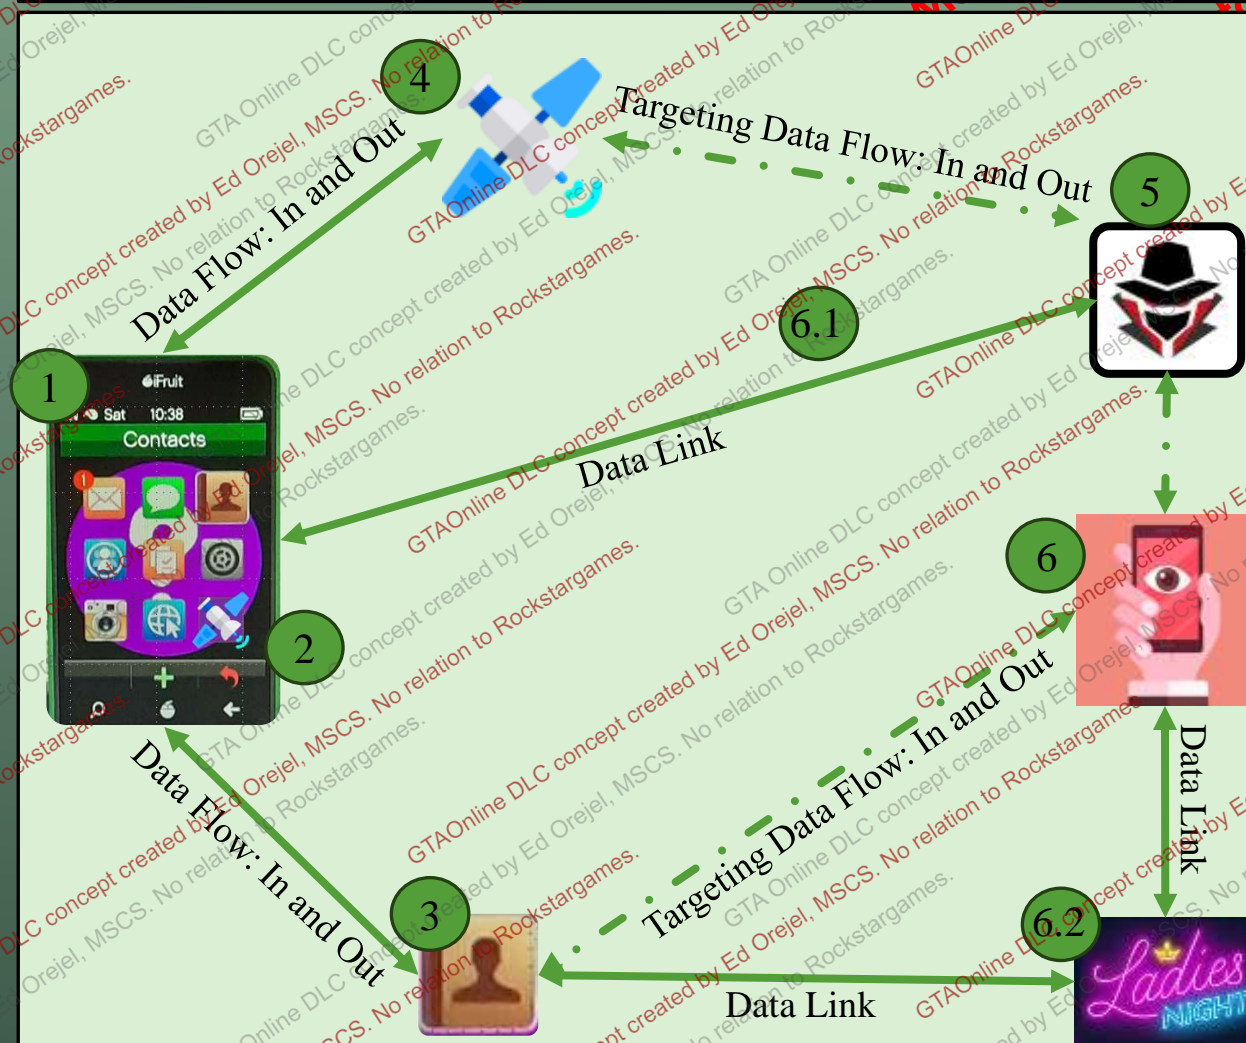 4
Targeting Data Flow: In and Out
Data Flow: In and Out
5
6.1
1
iFruit
Sat 10:38
Contacts
1
Data Link
6
2
Data Flow: In and Out
Targeting Data Flow: In and Out
Data Link
3
6.2
Data Link
Ladies
NIGHT
GTAOnline DLC concept created by Ed Orejel, MSCS. No relation to Rockstargames.
GTA Online DLC concept created by Ed Orejel, MSCS. No relation to Rockstargames.